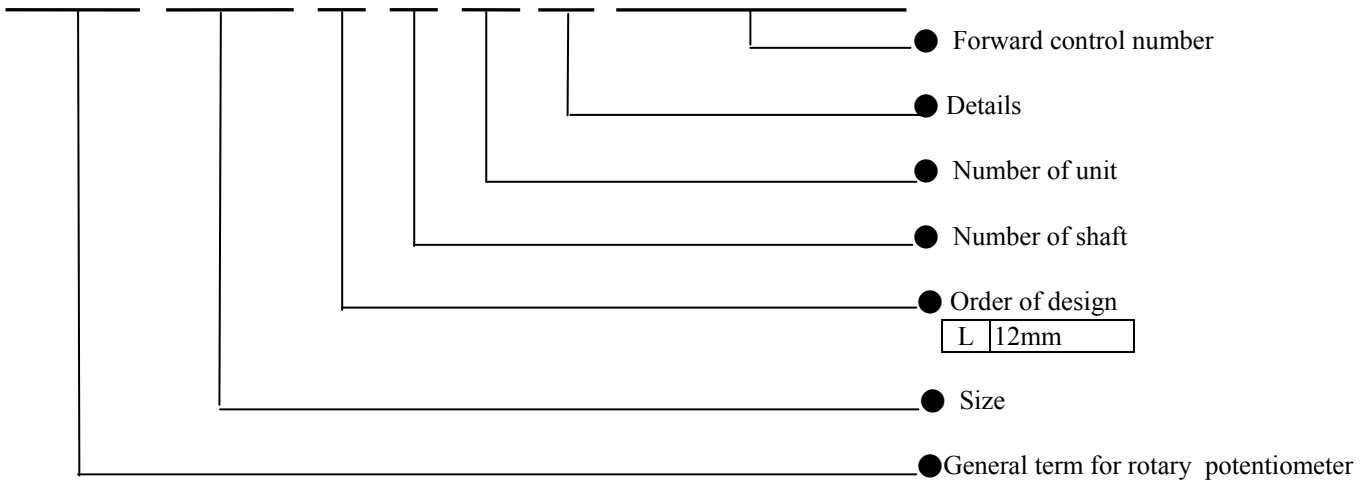 Forward control number
Details
Number of unit
Number of shaft
Order of design
L 12mm
Size
General term for rotary potentiometer